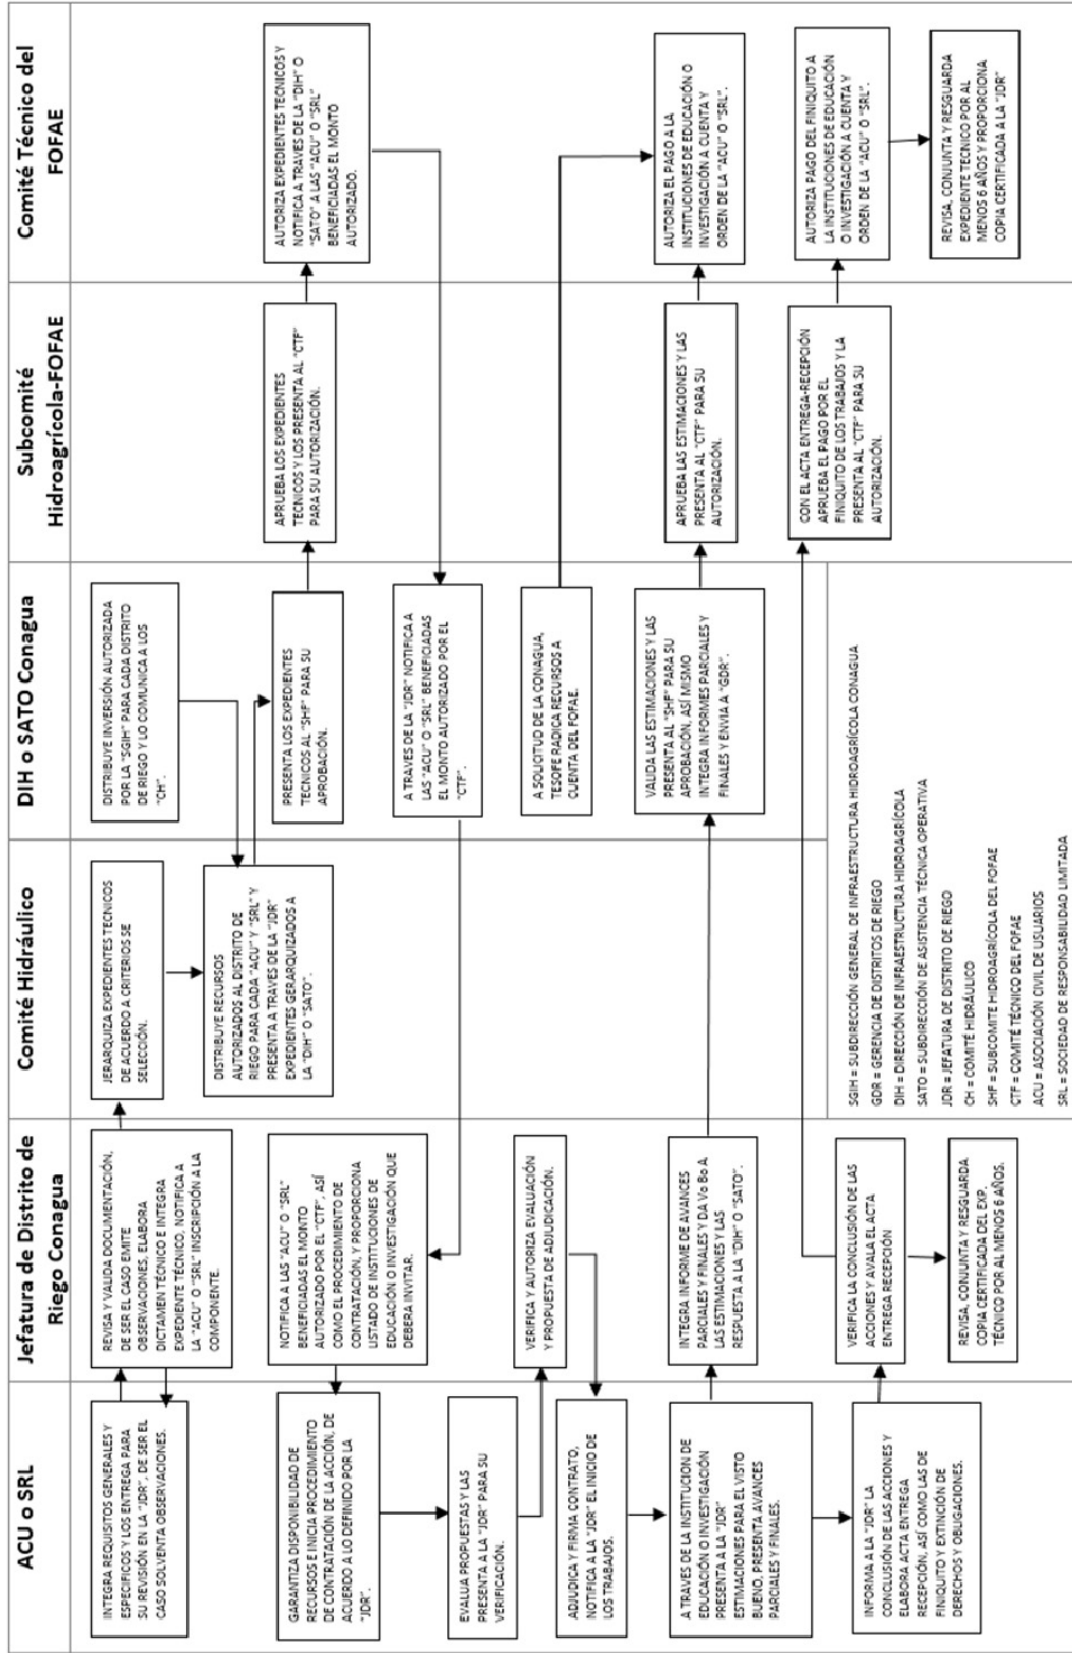 ACU o SRL
Jefatura de Distrito de
Riego Conagua
Comité Hidráulico
DIH o SATO Conagua
Subcomité
Hidroagrícola-FOFAE
Comité Técnico del
FOFAE
INTEGRA REQUISITOS GENERALES Y
ESPECIFICOS Y LOS ENTREGA PARA
SU REVISIÓN EN LA "JDR". DE SER EL
CASO SOLVENTA OBSERVACIONES.
REVISA Y VALIDA DOCUMENTACIÓN,
DE SER EL CASO EMITE
OBSERVACIONES, ELABORA
DICTAMEN TÉCNICO E INTEGRA
EXPEDIENTE TÉCNICO, NOTIFICA A
LA "ACU" O "SRL" INSCRIPCIÓN A LA
COMPONENTE.
JERARQUIZA EXPEDIENTES TECNICOS
DE ACUERDO A CRITERIOS SE
SELECCIÓN.
DISTRIBUYE INVERSIÓN AUTORIZADA
POR LA "SGIH" PARA CADA DISTRITO
DE RIEGO Y LO COMUNICA A LOS
"CH".
DISTRIBUYE RECURSOS
AUTORIZADOS AL DISTRITO DE
RIEGO PARA CADA "ACU" Y "SRL" Y
PRESENTA A TRAVES DE LA "JDR"
EXPEDIENTES GERARQUIZADOS A
LA "DIH" O "SATO".
PRESENTA LOS EXPEDIENTES
TECNICOS AL "SHF" PARA SU
APROBACIÓN.
APRUEBA LOS EXPEDIENTES
TECNICOS Y LOS PRESENTA AL "CTF"
PARA SU AUTORIZACIÓN.
AUTORIZA EXPEDIENTES TECNICOS Y
NOTIFICA A TRAVES DE LA "DIH" O
"SATO" A LAS "ACU" O "SRL"
BENEFICIADAS EL MONTO
AUTORIZADO.
A TRAVES DE LA "JDR" NOTIFICA A
LAS "ACU" O "SRL" BENEFICIADAS
EL MONTO AUTORIZADO POR EL
"CTF".
NOTIFICA A LAS "ACU" O "SRL"
BENEFICIADAS EL MONTO
AUTORIZADO POR EL "CTF", ASÍ
COMO EL PROCEDIMIENTO DE
CONTRATACIÓN, Y PROPORCIONA
LISTADO DE INSTITUCIONES DE
EDUCACIÓN O INVESTIGACIÓN QUE
DEBERA INVITAR.
GARANTIZA DISPONIBILIDAD DE
RECURSOS E INICIA PROCEDIMIENTO
DE CONTRATACIÓN DE LA ACCIÓN, DE
ACUERDO A LO DEFINIDO POR LA
"JDR".
EVALUA PROPUESTAS Y LAS
PRESENTA A LA "JDR" PARA SU
VERIFICACIÓN.
VERIFICA Y AUTORIZA EVALUACIÓN
Y PROPUESTA DE ADJUDICACIÓN.
ADJUDICA Y FIRMA CONTRATO,
NOTIFICA A LA "JDR" EL INICIO DE
LOS TRABAJOS.
A SOLICITUD DE LA CONAGUA,
TESOFE RADICA RECURSOS A
CUENTA DEL FOFAE.
A TRAVES DE LA INSTITUCION DE
EDUCACIÓN O INVESTIGACIÓN
PRESENTA A LA "JDR"
ESTIMACIONES PARA EL VISTO
BUENO, PRESENTA AVANCES
PARCIALES Y FINALES.
INTEGRA INFORME DE AVANCES
PARCIALES Y FINALES Y DA Vo Bo A
LAS ESTIMACIONES Y LAS
RESPUESTA A LA "DIH" O "SATO".
VALIDA LAS ESTIMACIONES Y LAS
PRESENTA AL "SHF" PARA SU
APROBACIÓN, ASÍ MISMO
INTEGRA INFORMES PARCIALES Y
FINALES Y ENVIA A "GDR".
APRUEBA LAS ESTIMACIONES Y LAS
PRESENTA AL "CTF" PARA SU
AUTORIZACIÓN.
AUTORIZA EL PAGO A LA
INSTITUCIONES DE EDUCACIÓN O
INVESTIGACIÓN A CUENTA Y
ORDEN DE LA "ACU" O "SRL".
INFORMA A LA "JDR" LA
CONCLUSIÓN DE LAS ACCIONES Y
ELABORA ACTA ENTREGA
RECEPCIÓN, ASÍ COMO LAS DE
FINIQUITO Y EXTINCIÓN DE
DERECHOS Y OBLIGACIONES.
VERIFICA LA CONCLUSIÓN DE LAS
ACCIONES Y AVALA EL ACTA
ENTREGA RECEPCIÓN
REVISA, CONJUNTA Y RESGUARDA
COPIA CERTIFICADA DEL EXP.
TÉCNICO POR AL MENOS 6 AÑOS.
CON EL ACTA ENTREGA-RECEPCIÓN
APRUEBA EL PAGO POR EL
FINIQUITO DE LOS TRABAJOS Y LA
PRESENTA AL "CTF" PARA SU
AUTORIZACIÓN.
AUTORIZA PAGO DEL FINIQUITO A
LA INSTITUCIONES DE EDUCACIÓN
O INVESTIGACIÓN A CUENTA Y
ORDEN DE LA "ACU" O "SRL".
REVISA, CONJUNTA Y RESGUARDA
EXPEDIENTE TECNICO POR AL
MENOS 6 AÑOS Y PROPORCIONA
COPIA CERTIFICADA A LA "JDR"
SGIH = SUBDIRECCIÓN GENERAL DE INFRAESTRUCTURA HIDROAGRÍCOLA CONAGUA
GDR = GERENCIA DE DISTRITOS DE RIEGO
DIH = DIRECCIÓN DE INFRAESTRUCTURA HIDROAGRÍCOLA
SATO = SUBDIRECCIÓN DE ASISTENCIA TÉCNICA OPERATIVA
JDR = JEFATURA DE DISTRITO DE RIEGO
CH = COMITÉ HIDRÁULICO
SHF = SUBCOMITE HIDROAGRÍCOLA DEL FOFAE
CTF = COMITÉ TÉCNICO DEL FOFAE
ACU = ASOCIACIÓN CIVIL DE USUARIOS
SRL = SOCIEDAD DE RESPONSABILIDAD LIMITADA